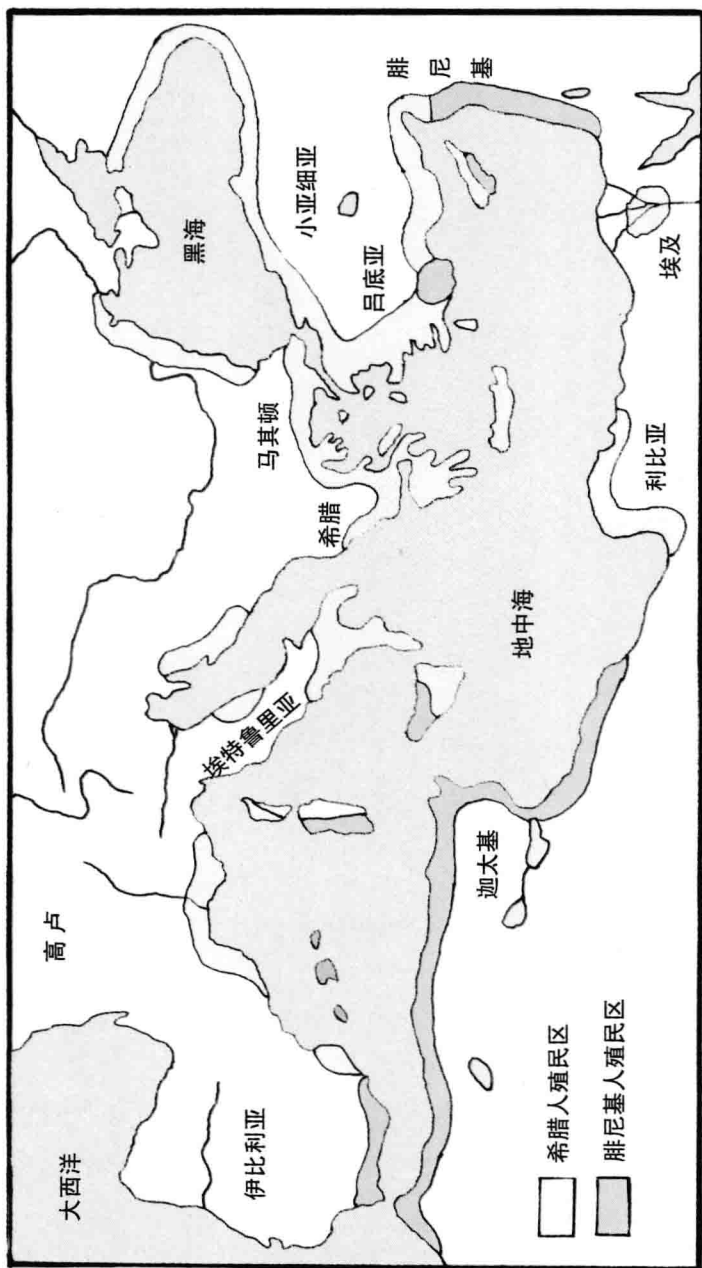 大西洋
高卢
伊比利亚
埃特鲁里亚
马其顿
希腊
黑海
小亚细亚
吕底亚
腓尼基
地中海
迦太基
利比亚
埃及
希腊人殖民区
腓尼基人殖民区